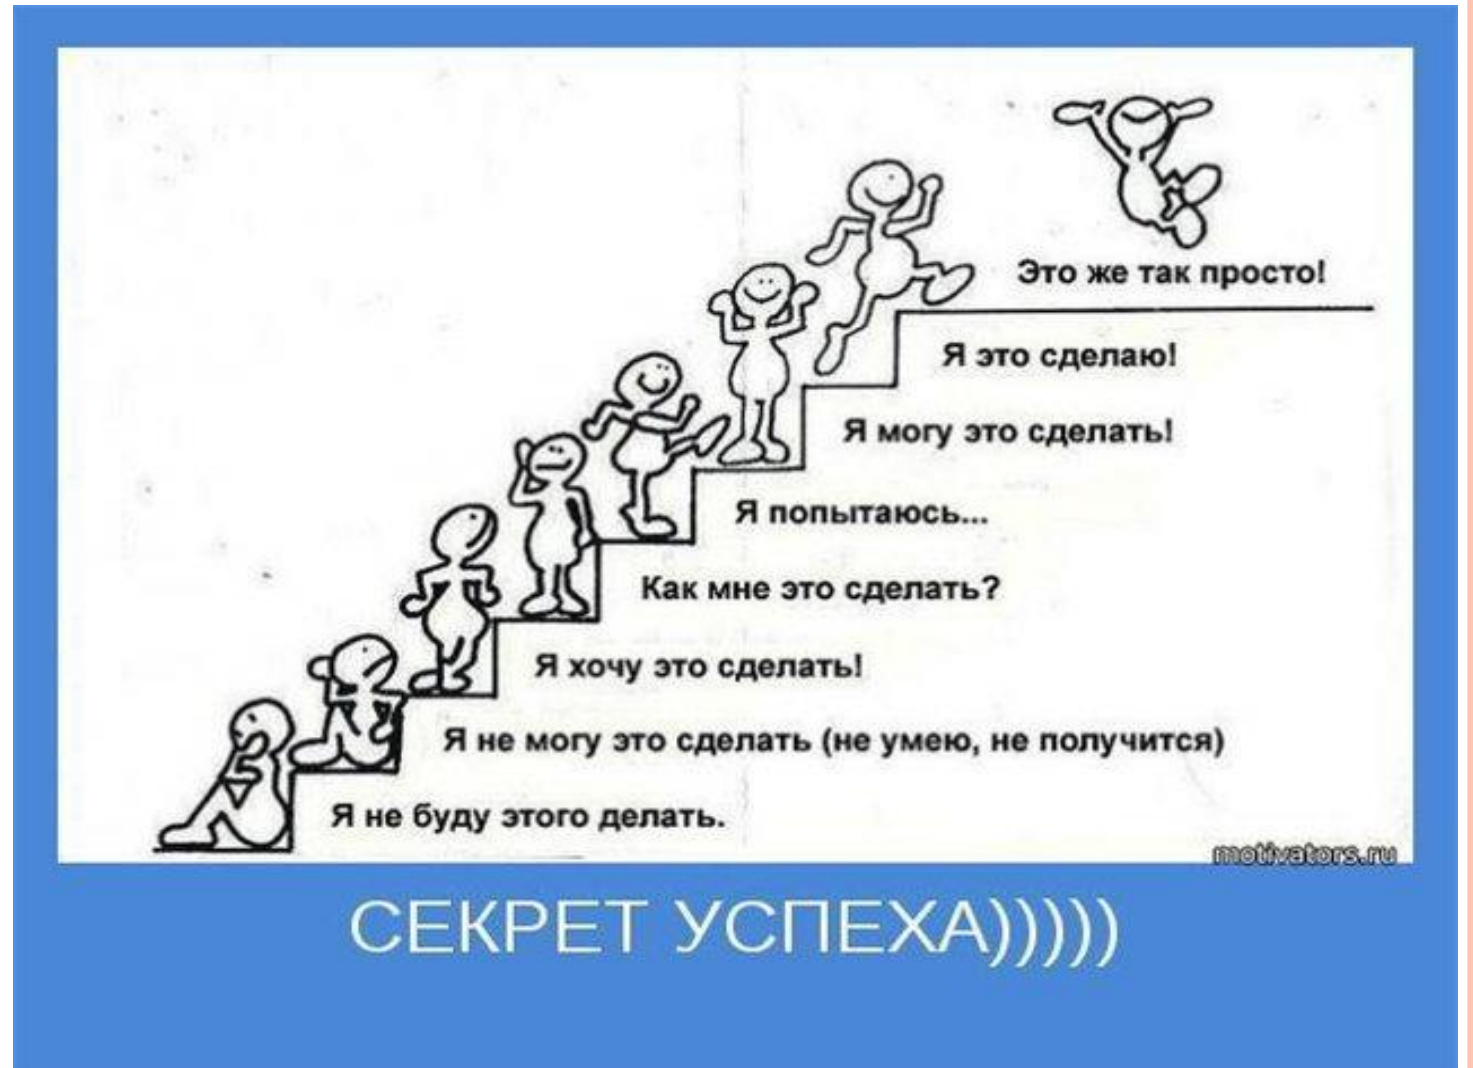 Это же так просто!
Я это сделаю!
Я могу это сделать!
Я попытаюсь...
Как мне это сделать?
Я хочу это сделать!
Я не могу это сделать (не умею, не получится)
Я не буду этого делать.
motivators.ru
СЕКРЕТ УСПЕХА)))))